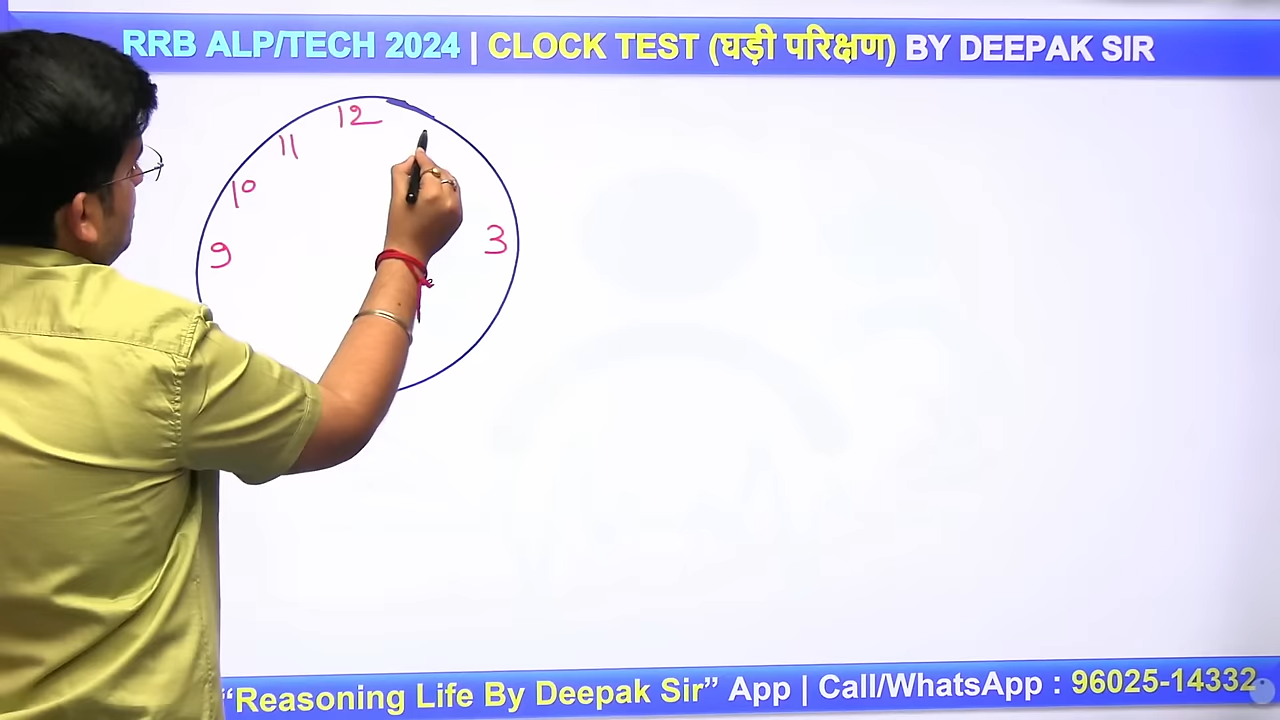 RRB ALP/TECH 2024 | CLOCK TEST (घड़ी परिक्षण) BY DEEPAK SIR
12
11
10
9
3
“Reasoning Life By Deepak Sir” App | Call/WhatsApp : 96025-14332